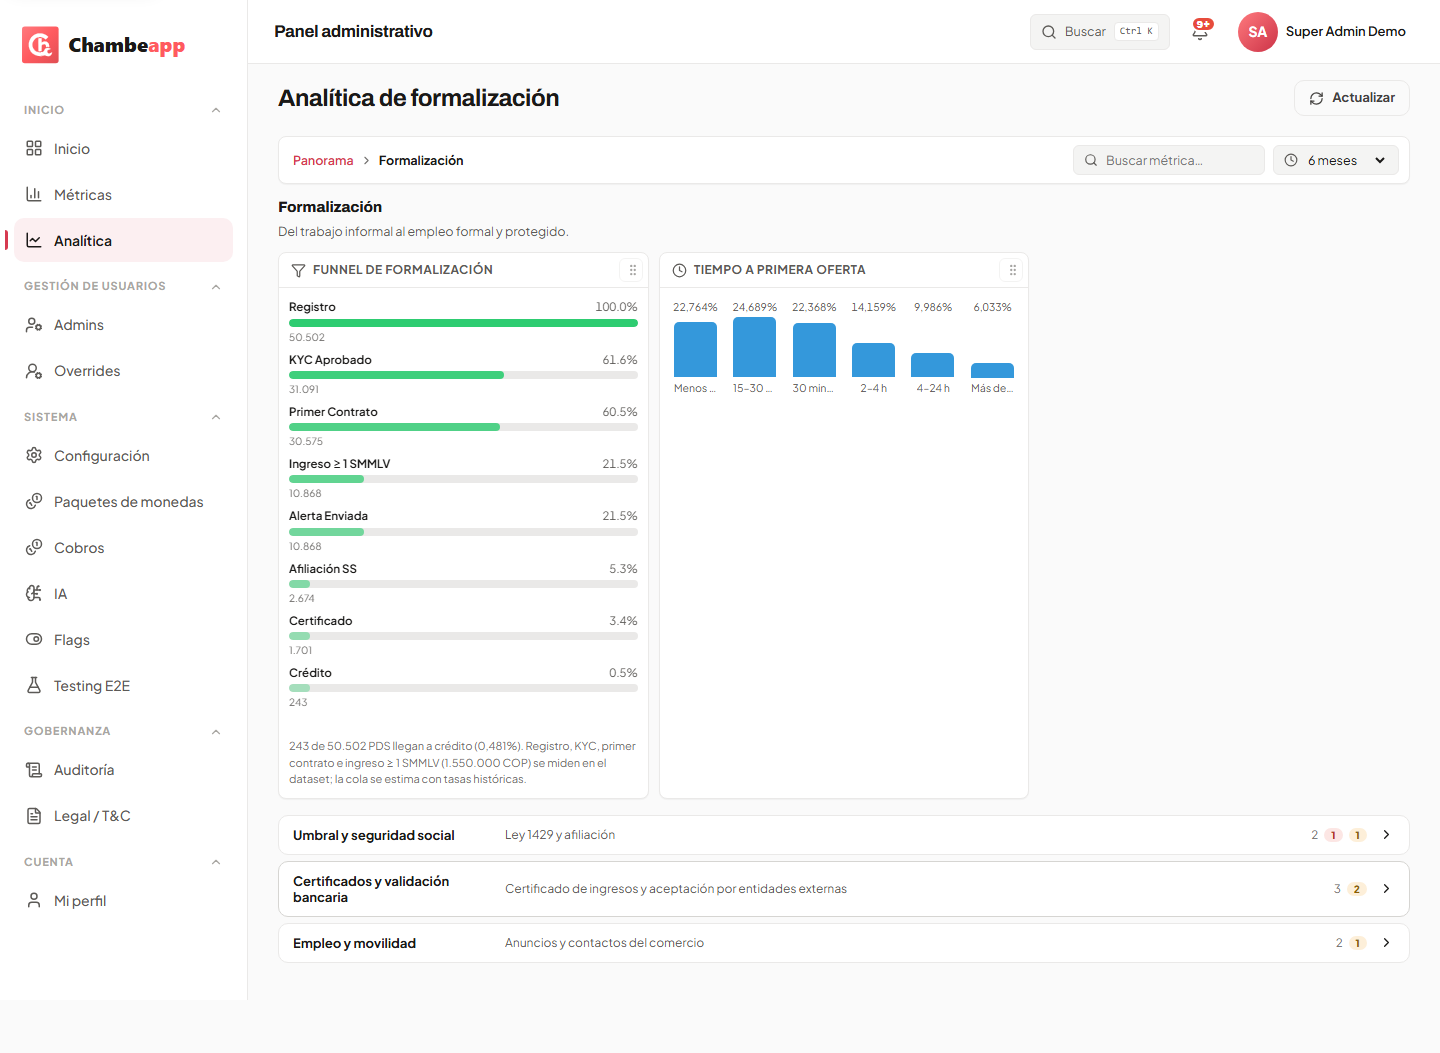 Chambeapp
Panel administrativo
Buscar Ctrl K
9+
SA Super Admin Demo
INICIO
Inicio
Métricas
Analítica
GESTIÓN DE USUARIOS
Admins
Overrides
SISTEMA
Configuración
Paquetes de monedas
Cobros
IA
Flags
Testing E2E
GOBERNANZA
Auditoría
Legal / T&C
CUENTA
Mi perfil
Analítica de formalización
Actualizar
Panorama > Formalización
Buscar métrica...
6 meses
Formalización
Del trabajo informal al empleo formal y protegido.
FUNNEL DE FORMALIZACIÓN
Registro 100.0%
50.502
KYC Aprobado 61.6%
31.091
Primer Contrato 60.5%
30.575
Ingreso ≥ 1 SMMLV 21.5%
10.868
Alerta Enviada 21.5%
10.868
Afiliación SS 5.3%
2.674
Certificado 3.4%
1.701
Crédito 0.5%
243
243 de 50.502 PDS llegan a crédito (0,481%). Registro, KYC, primer
contrato e ingreso ≥ 1 SMMLV (1.550.000 COP) se miden en el
dataset; la cola se estima con tasas históricas.
TIEMPO A PRIMERA OFERTA
22,764% 24,689% 22,368% 14,159% 9,986% 6,033%
Menos ... 15–30 ... 30 min... 2–4 h 4–24 h Más de...
Umbral y seguridad social Ley 1429 y afiliación 2 1 1
Certificados y validación
bancaria
Certificado de ingresos y aceptación por entidades externas 3 2
Empleo y movilidad Anuncios y contactos del comercio 2 1